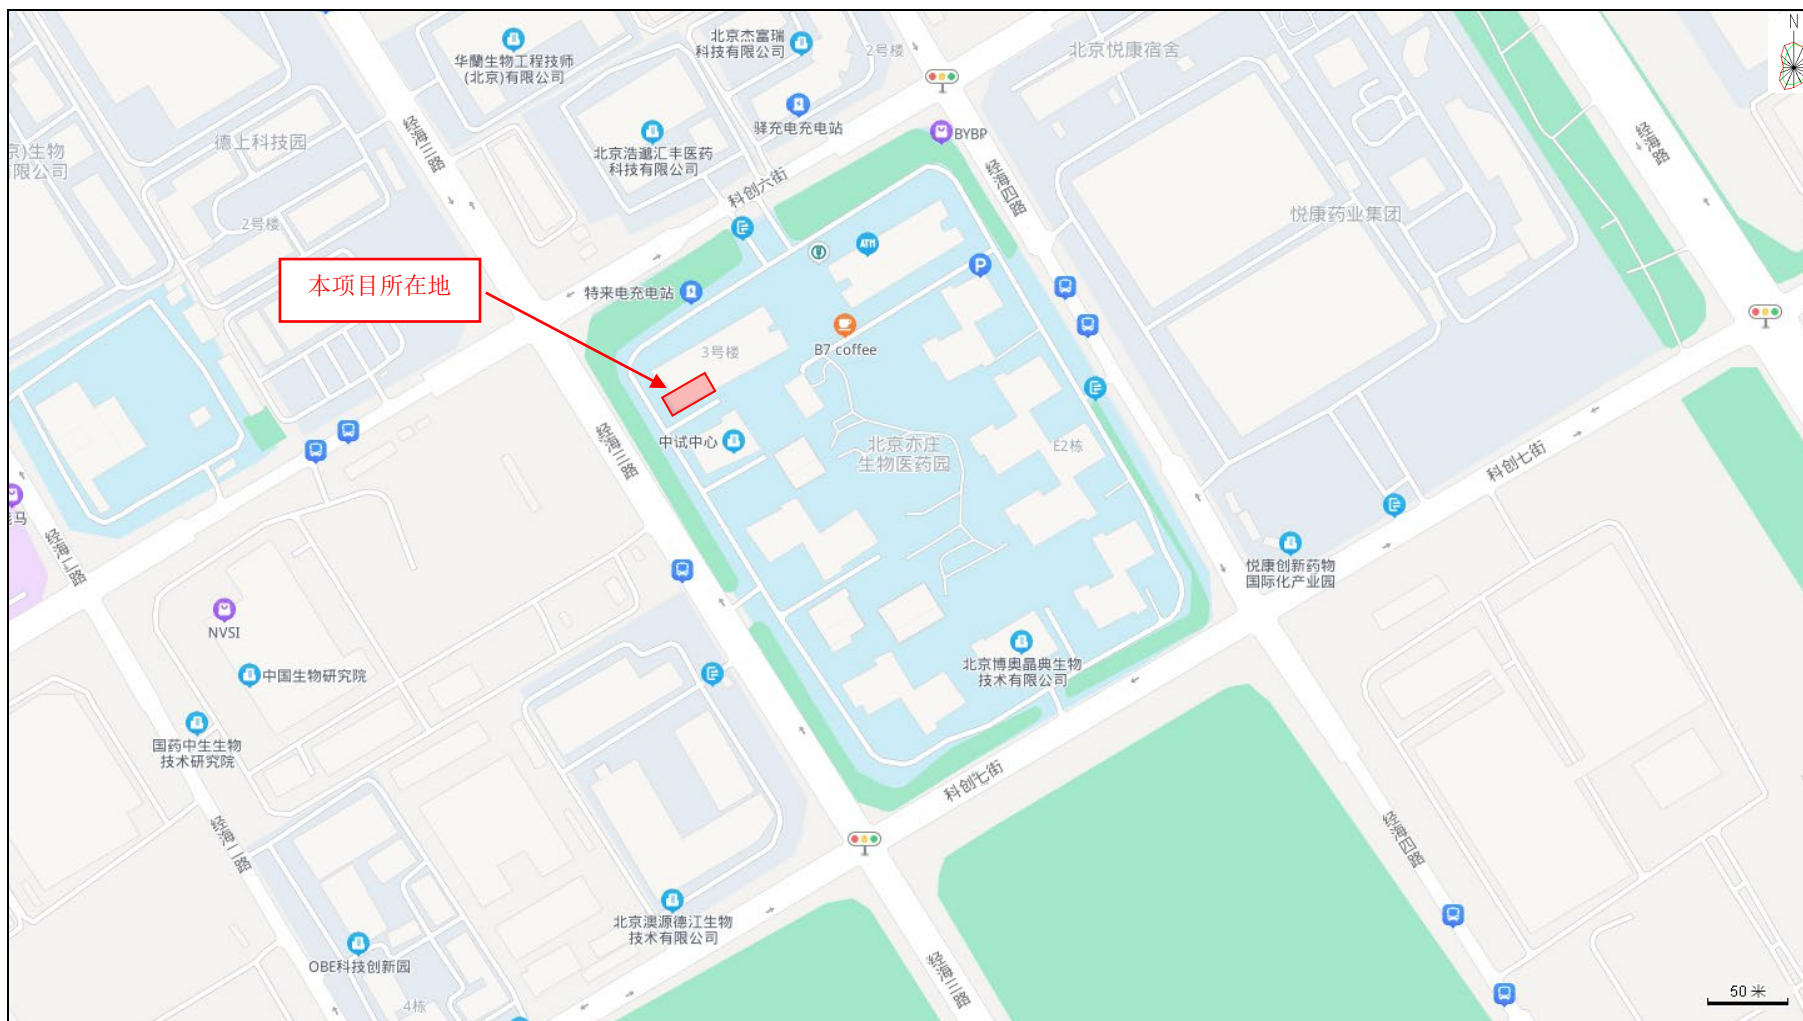 N
华蘭生物工程技师
(北京)有限公司
北京杰富瑞
科技有限公司
2号楼
北京悦康宿舍
驿充电充电站
BYBP
经海三路
德上科技园
京)生物
限公司
北京浩邈汇丰医药
科技有限公司
科创六街
经海四路
经海路
2号楼
悦康药业集团
ATM
P
本项目所在地
特来电充电站
3号楼
B7 coffee
中试中心
经海三路
北京亦庄
生物医药园
E2栋
科创七街
马
经海二路
悦康创新药物
国际化产业园
NVSI
中国生物研究院
北京博奥晶典生物
技术有限公司
国药中生生物
技术研究院
科创七街
经海二路
经海四路
北京澳源德江生物
技术有限公司
OBE科技创新园
经海三路
4栋
50 米